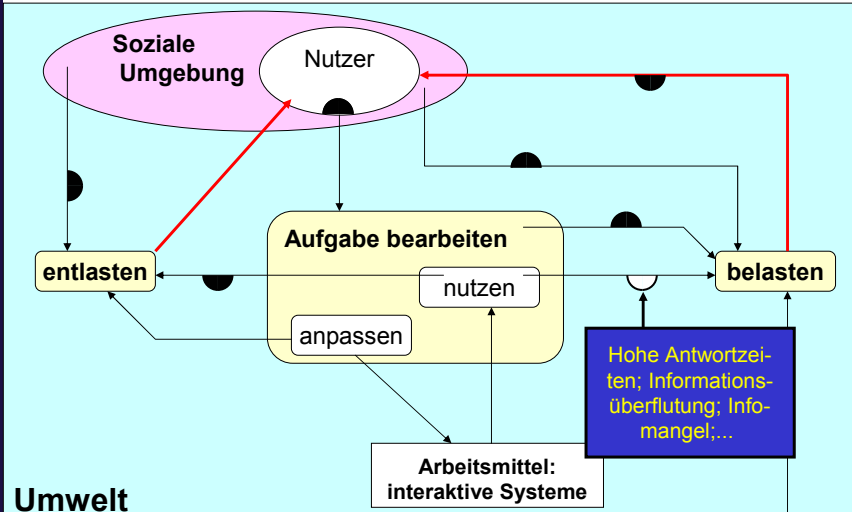 Soziale
Umgebung
Nutzer
Aufgabe bearbeiten
entlasten
nutzen
belasten
anpassen
Hohe Antwortzei-
ten; Informations-
überflutung; Info-
mangel;...
Arbeitsmittel:
interaktive Systeme
Umwelt